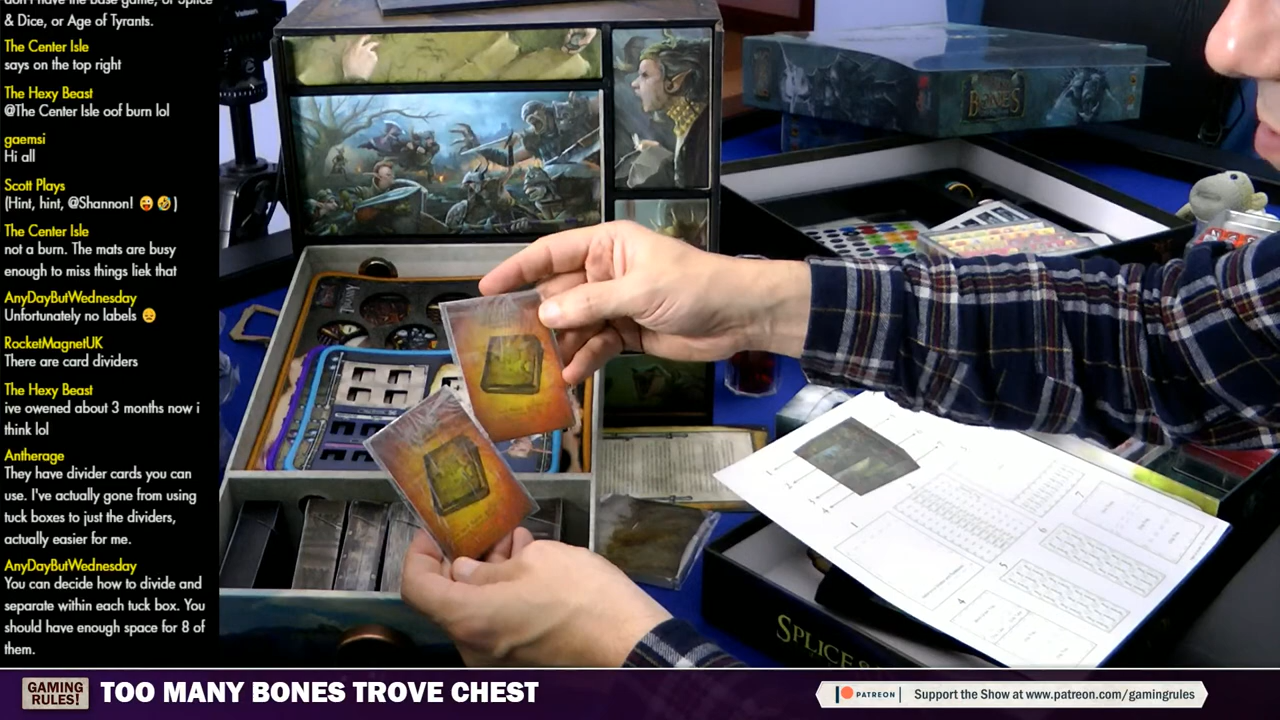 don't have the base game, or Splice
& Dice, or Age of Tyrants.
The Center Isle
says on the top right
The Hexy Beast
@The Center Isle oof burn lol
gaemsi
Hi all
Scott Plays
(Hint, hint, @Shannon! 😜🤣)
The Center Isle
not a burn. The mats are busy
enough to miss things liek that
AnyDayButWednesday
Unfortunately no labels 😞
RocketMagnetUK
There are card dividers
The Hexy Beast
ive owened about 3 months now i
think lol
Antherage
They have divider cards you can
use. I've actually gone from using
tuck boxes to just the dividers,
actually easier for me.
AnyDayButWednesday
You can decide how to divide and
separate within each tuck box. You
should have enough space for 8 of
them.
BONES
SPLICE &
GAMING
RULES!
TOO MANY BONES TROVE CHEST
PATREON
Support the Show at www.patreon.com/gamingrules